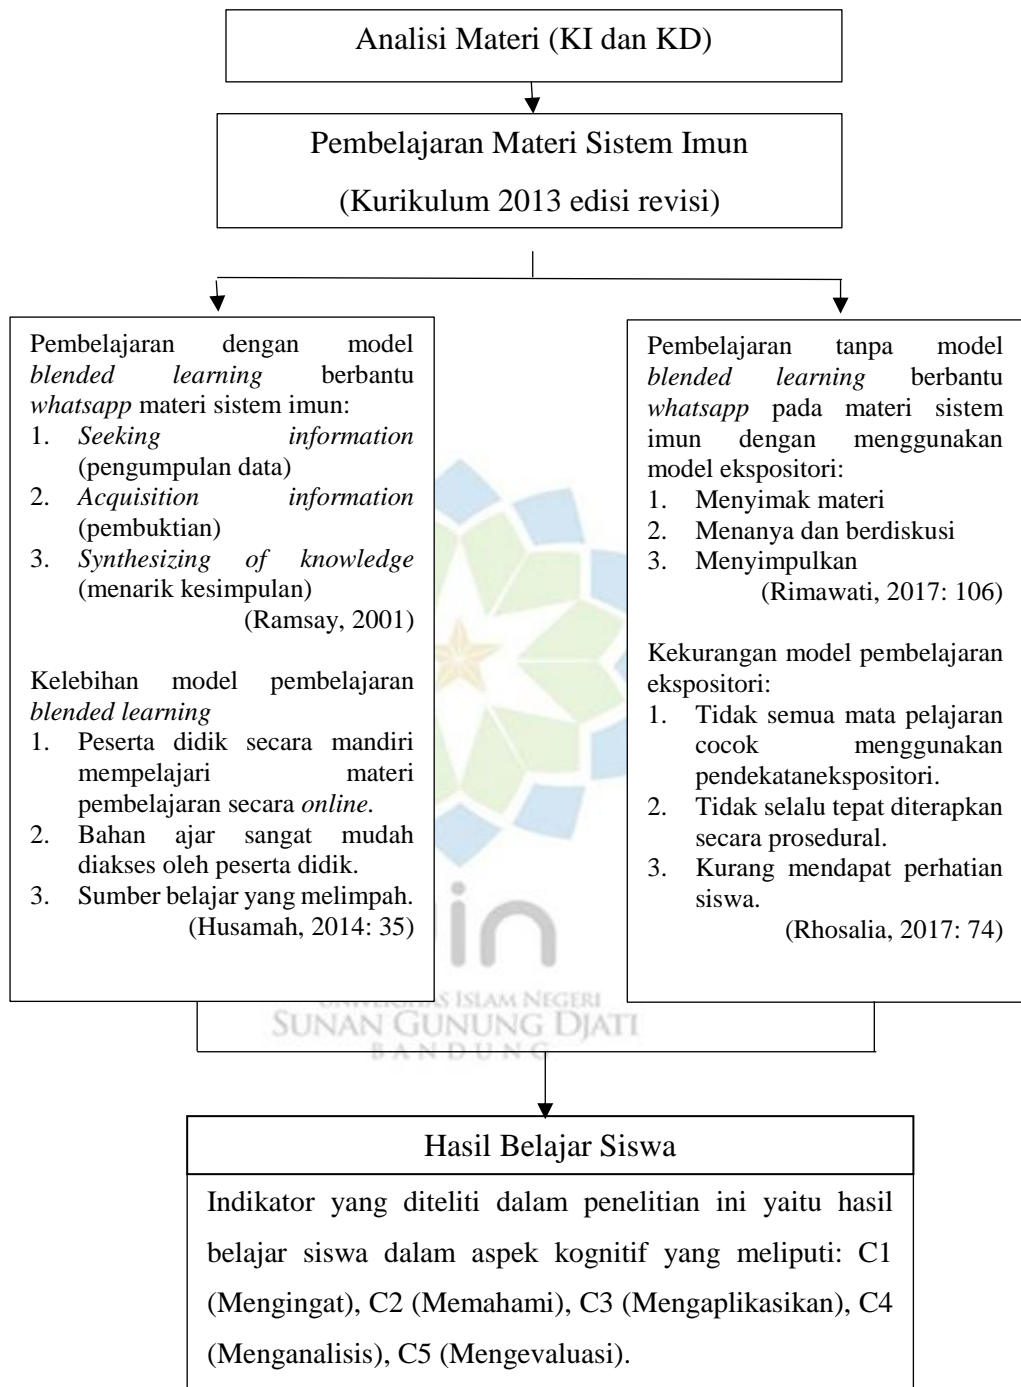 Analisi Materi (KI dan KD)
Pembelajaran Materi Sistem Imun
(Kurikulum 2013 edisi revisi)
Pembelajaran dengan model
blended learning berbantu
whatsapp materi sistem imun:
1. Seeking information
(pengumpulan data)
2. Acquisition information
(pembuktian)
3. Synthesizing of knowledge
(menarik kesimpulan)
(Ramsay, 2001)
Kelebihan model pembelajaran
blended learning
1. Peserta didik secara mandiri
mempelajari materi
pembelajaran secara online.
2. Bahan ajar sangat mudah
diakses oleh peserta didik.
3. Sumber belajar yang melimpah.
(Husamah, 2014: 35)
Pembelajaran tanpa model
blended learning berbantu
whatsapp pada materi sistem
imun dengan menggunakan
model ekspositori:
1. Menyimak materi
2. Menanya dan berdiskusi
3. Menyimpulkan
(Rimawati, 2017: 106)
Kekurangan model pembelajaran
ekspositori:
1. Tidak semua mata pelajaran
cocok menggunakan
pendekatanekspositori.
2. Tidak selalu tepat diterapkan
secara prosedural.
3. Kurang mendapat perhatian
siswa.
(Rhosalia, 2017: 74)
uin
UNIVERSITAS ISLAM NEGERI
SUNAN GUNUNG DJATI
BANDUNG
Hasil Belajar Siswa
Indikator yang diteliti dalam penelitian ini yaitu hasil
belajar siswa dalam aspek kognitif yang meliputi: C1
(Mengingat), C2 (Memahami), C3 (Mengaplikasikan), C4
(Menganalisis), C5 (Mengevaluasi).